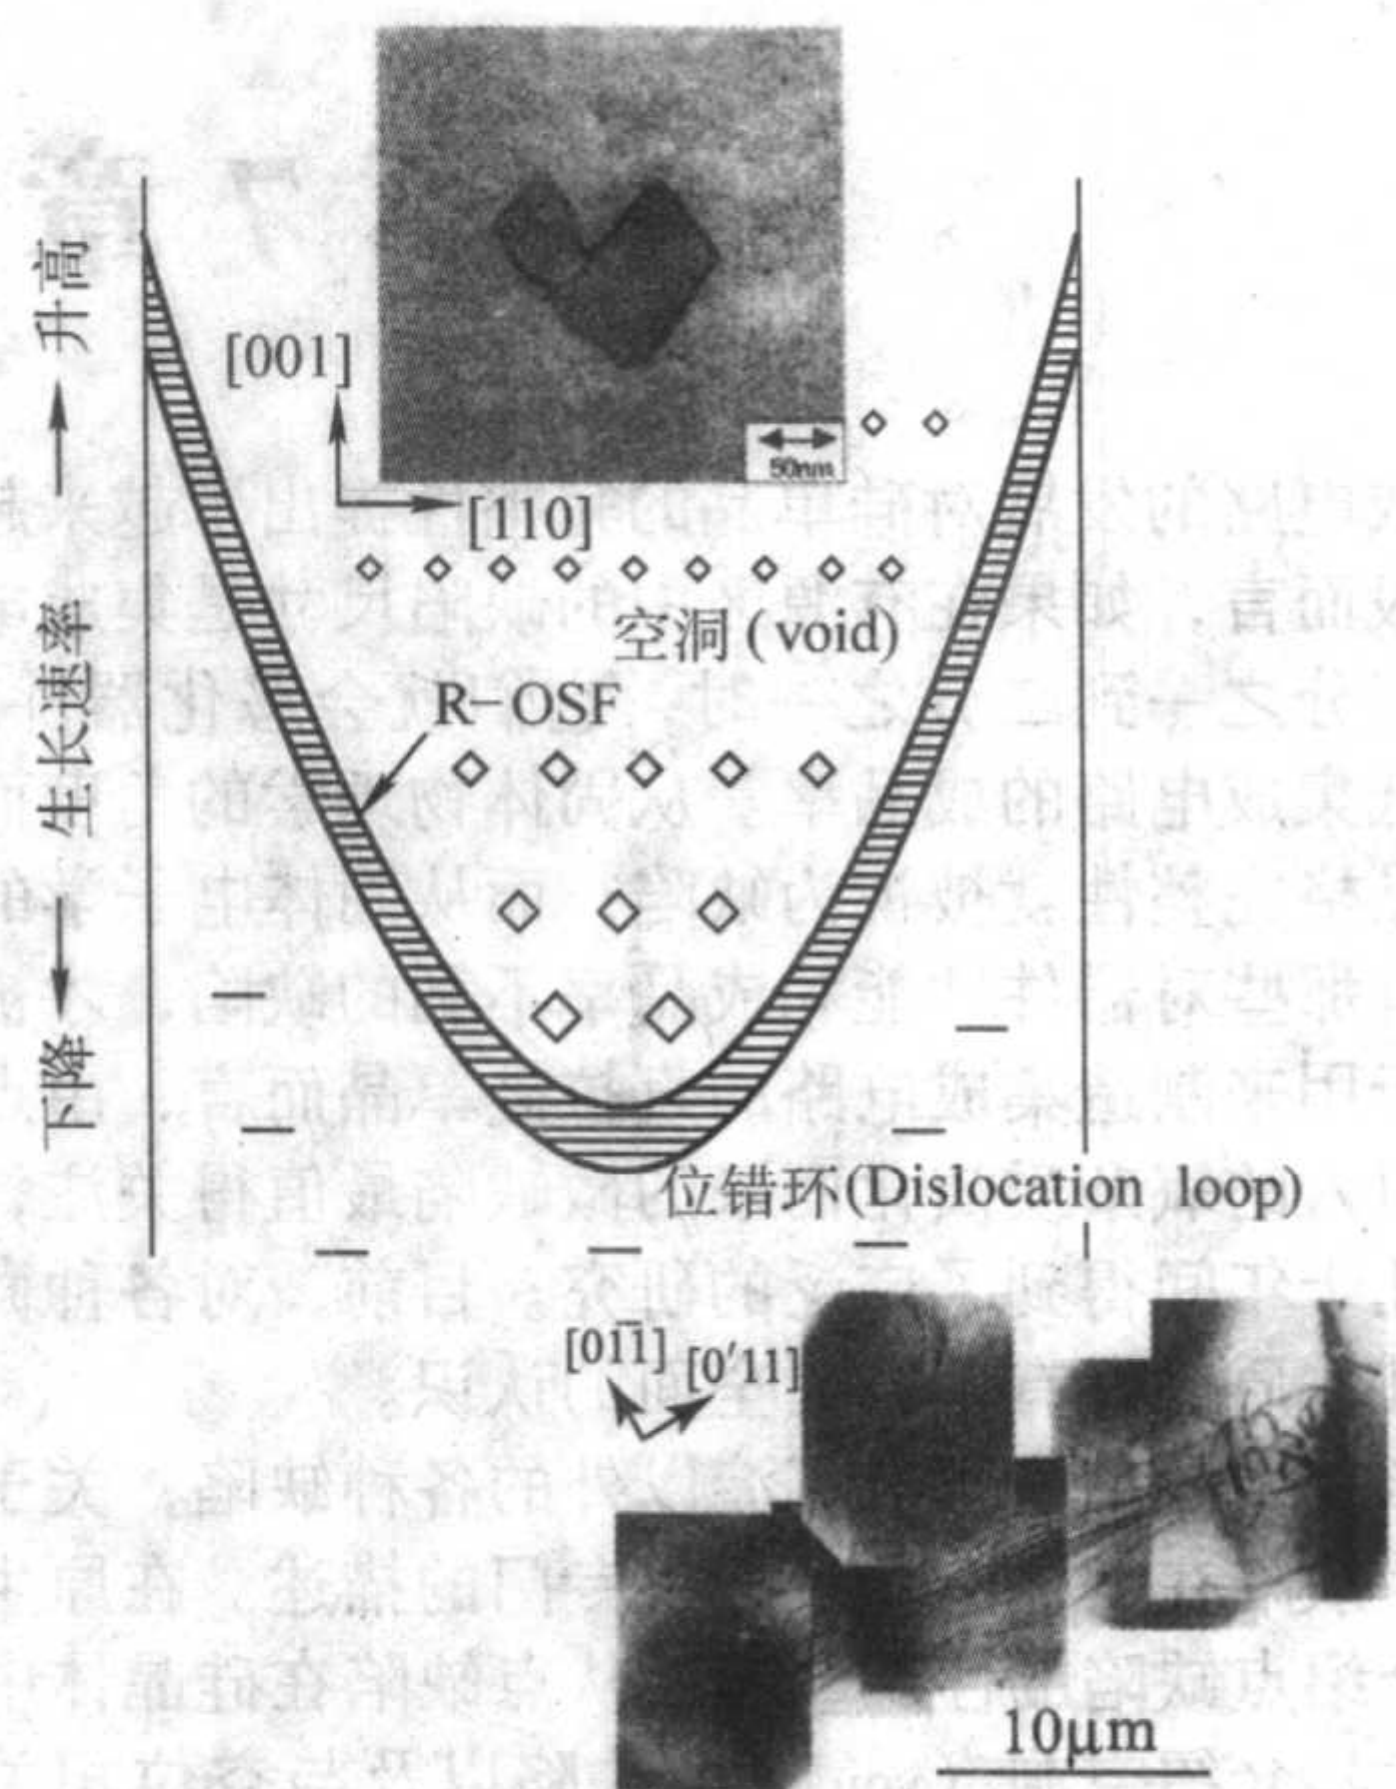 升高
生长速率
下降
[001]
50nm
[110]
空洞 (void)
R-OSF
位错环(Dislocation loop)
[01̄1̄]
[0'11]
10μm